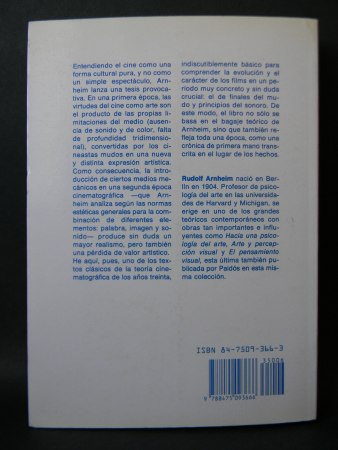 Entendiendo el cine como una
forma cultural pura, y no como
un simple espectáculo, Arn-
heim lanza una tesis provoca-
tiva. En una primera época, las
virtudes del cine como arte son
el producto de las propias li-
mitaciones del medio (ausen-
cia de sonido y de color, falta
de profundidad tridimensio-
nal), convertidas por los ci-
neastas mudos en una nueva
y distinta expresión artística.
Como consecuencia, la intro-
ducción de ciertos medios me-
cánicos en una segunda época
cinematográfica —que Arn-
heim analiza según las normas
estéticas generales para la com-
binación de diferentes ele-
mentos: palabra, imagen y so-
nido— produce sin duda un
mayor realismo, pero también
una pérdida de valor artístico.
He aquí, pues, uno de los tex-
tos clásicos de la teoría cine-
matográfica de los años treinta,
indiscutiblemente básico para
comprender la evolución y el
carácter de los films en un pe-
ríodo muy concreto y sin duda
crucial: el de finales del mu-
do y principios del sonoro. De
este modo, el libro no sólo se
basa en el bagaje teórico de
Arnheim, sino que también re-
fleja toda una época, como una
crónica de primera mano trans-
crita en el lugar de los hechos.
Rudolf Arnheim nació en Ber-
lín en 1904. Profesor de psico-
logía del arte en las universida-
des de Harvard y Michigan, se
erige en uno de los grandes
teóricos contemporáneos con
obras tan importantes e influ-
yentes como Hacia una psico-
logía del arte, Arte y percep-
ción visual y El pensamiento
visual, esta última también
publicada por Paidós en esta mis-
ma colección.
ISBN 84-7509-366-3
35006
9 788475 093666